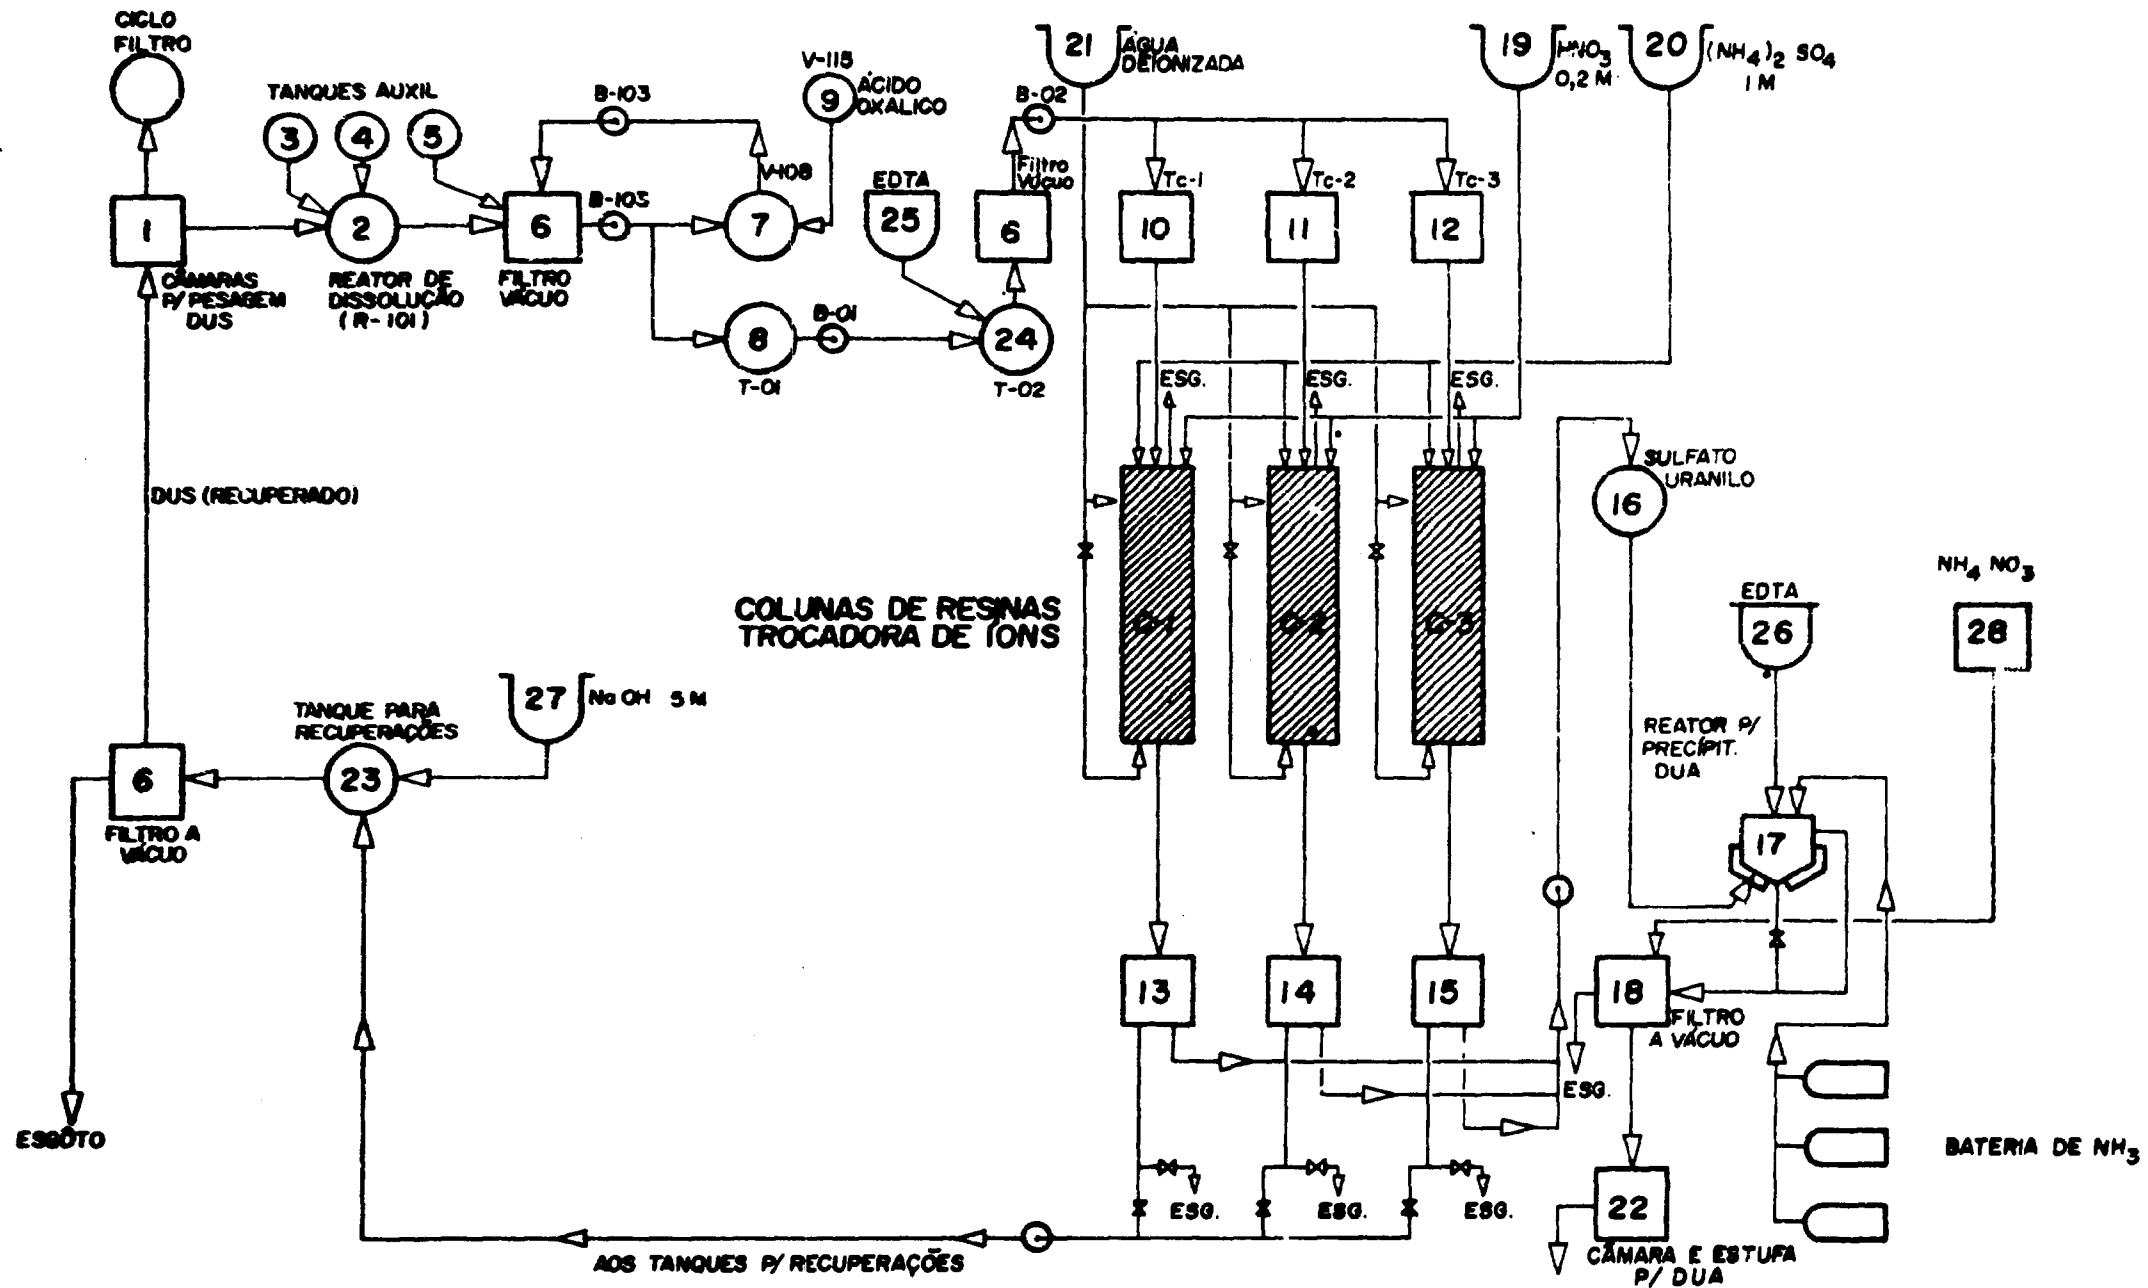 CICLO
FILTRO
TANQUES AUXIL
3
4
5
B-103
V-115
9
ÁCIDO
OXALICO
V-108
1
2
6
B-103
7
CÂMARAS
P/ PESAGEM
DUS
REATOR DE
DISSOLUÇÃO
(R-101)
FILTRO
VÁCUO
8
T-01
B-01
EDTA
25
24
T-02
6
Filtro
Vácuo
B-02
21
ÁGUA
DEIONIZADA
19
HNO3
0,2 M
20
(NH4)2 SO4
1 M
Tc-1
Tc-2
Tc-3
10
11
12
ESG.
ESG.
ESG.
DUS (RECUPERADO)
COLUNAS DE RESINAS
TROCADORA DE ÍONS
C-1
C-2
C-3
SULFATO
URANILO
16
EDTA
26
NH4 NO3
28
REATOR P/
PRECÍPIT.
DUA
17
TANQUE PARA
RECUPERAÇÕES
27
NaOH 5 M
6
23
FILTRO A
VÁCUO
13
14
15
18
FILTRO
A VÁCUO
ESG.
ESGÔTO
BATERIA DE NH3
22
ESG.
ESG.
ESG.
CÂMARA E ESTUFA
P/ DUA
AOS TANQUES P/ RECUPERAÇÕES